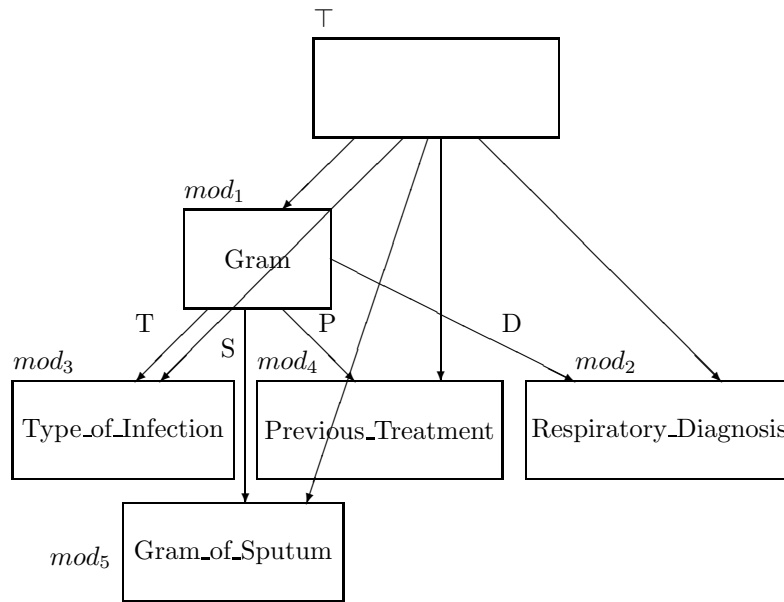 ⊤
mod₁
Gram
T
S
P
D
mod₃
mod₄
mod₂
Type_of_Infection
Previous_Treatment
Respiratory_Diagnosis
mod₅
Gram_of_Sputum